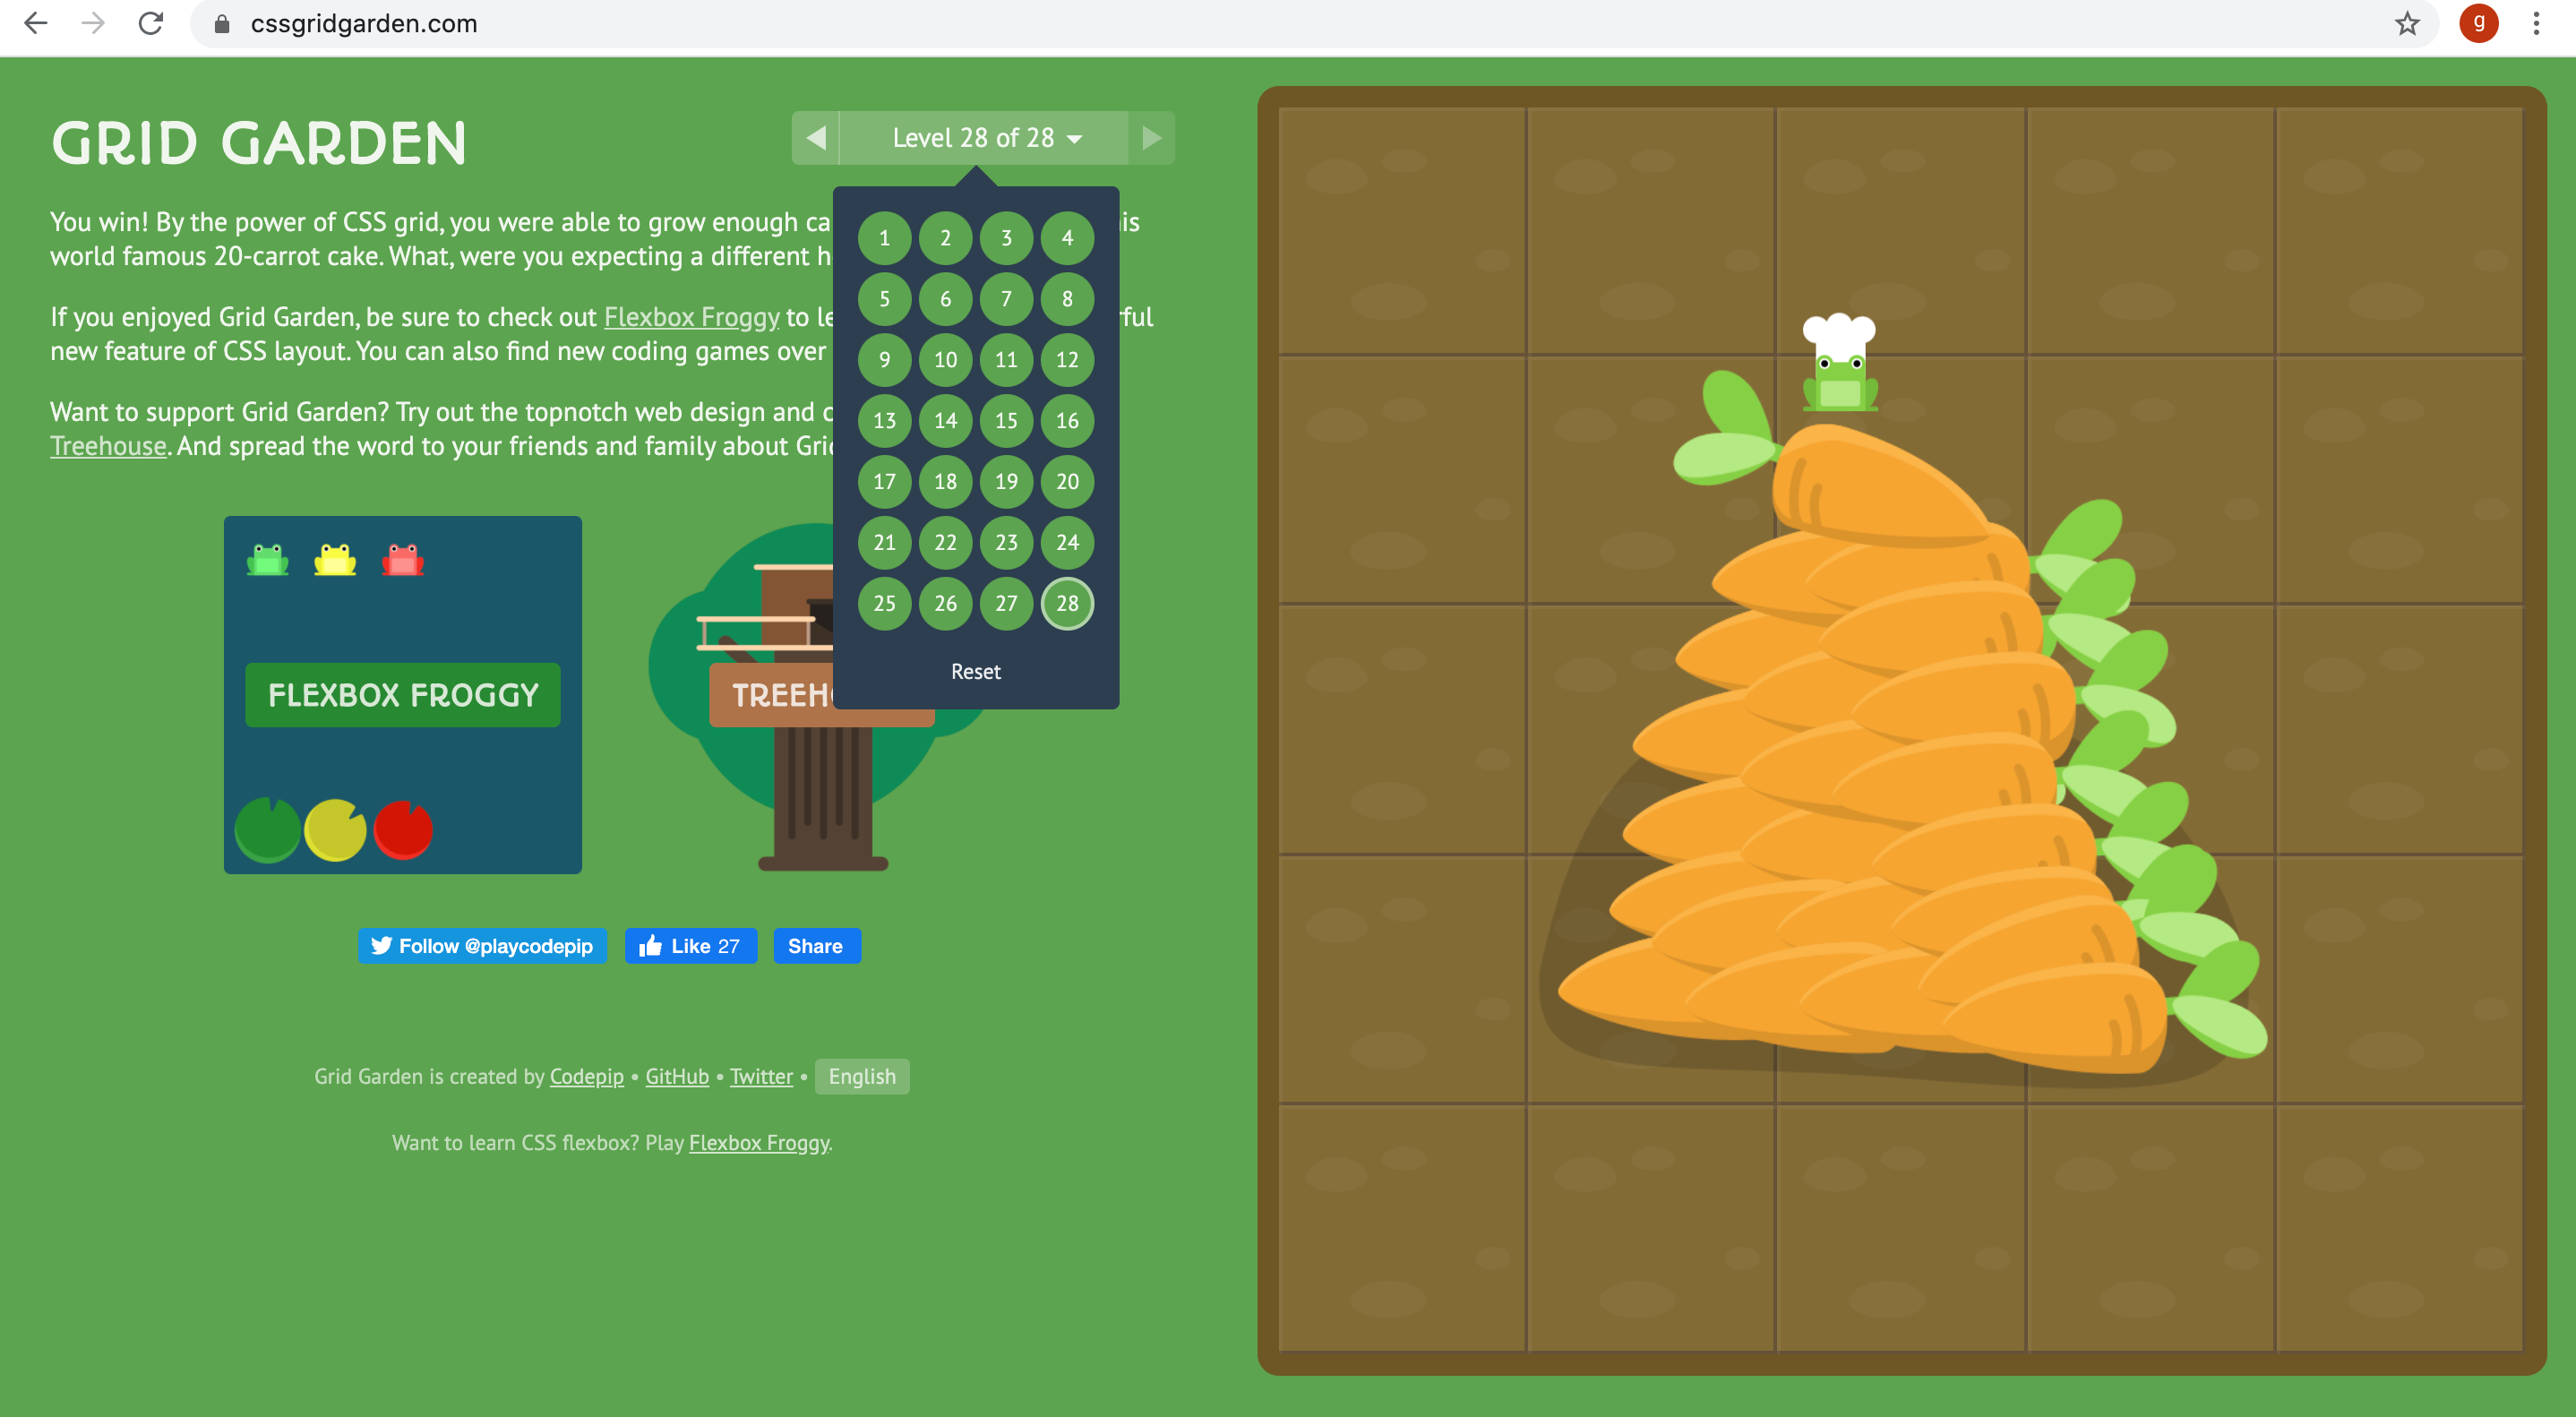 cssgridgarden.com
g
GRID GARDEN
Level 28 of 28
You win! By the power of CSS grid, you were able to grow enough ca
is
world famous 20-carrot cake. What, were you expecting a different h
If you enjoyed Grid Garden, be sure to check out Flexbox Froggy to le
rful
new feature of CSS layout. You can also find new coding games over
Want to support Grid Garden? Try out the topnotch web design and c
Treehouse. And spread the word to your friends and family about Gri
1 2 3 4
5 6 7 8
9 10 11 12
13 14 15 16
17 18 19 20
21 22 23 24
25 26 27 28
Reset
FLEXBOX FROGGY
TREEH
Follow @playcodepip
Like 27
Share
Grid Garden is created by Codepip • GitHub • Twitter • English
Want to learn CSS flexbox? Play Flexbox Froggy.